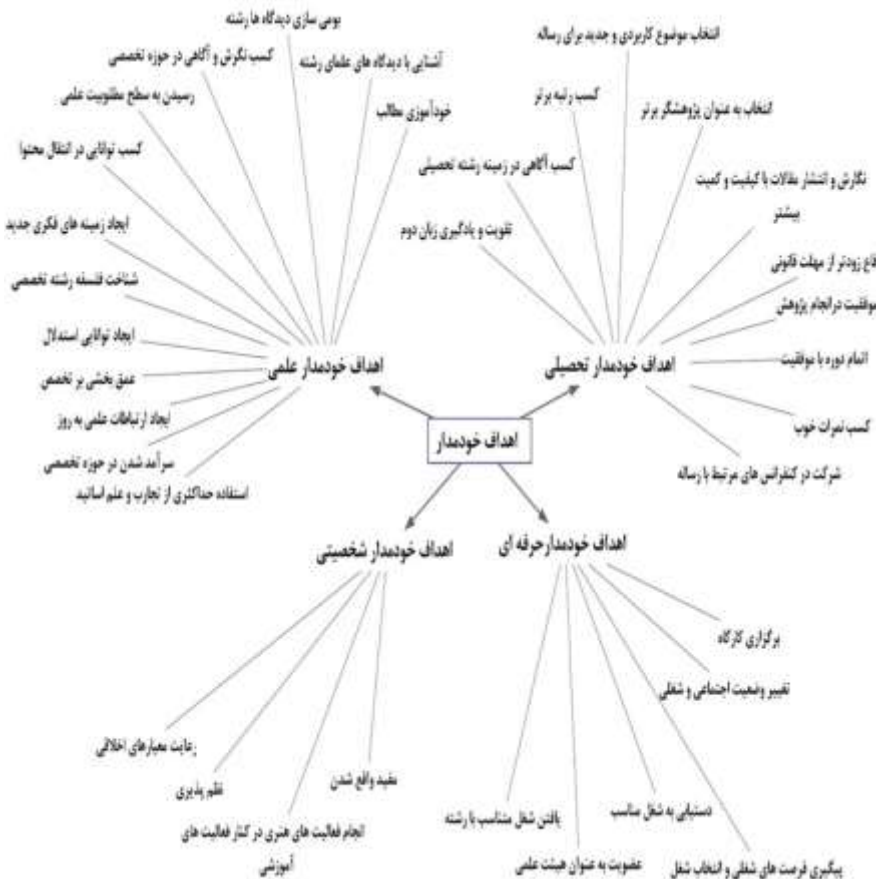 بومی سازی دیدگاه ها رشته
کسب نگرش و آگاهی در حوزه تخصصی
آشنایی با دیدگاه های علمای رشته
رسیدن به سطح مطلوبیت علمی
خودآموزی مطالب
کسب توانایی در انتقال محتوا
ایجاد زمینه های فکری جدید
شناخت فلسفه رشته تخصصی
ایجاد توانایی استدلال
عمق بخشی بر تخصص
ایجاد ارتباطات علمی به روز
سرآمد شدن در حوزه تخصصی
استفاده حداکثری از تجارب و علم اساتید
اهداف خودمدار علمی
انتخاب موضوع کاربردی و جدید برای رساله
کسب رتبه برتر
انتخاب به عنوان پژوهشگر برتر
کسب آگاهی در زمینه رشته تحصیلی
نگارش و انتشار مقالات با کیفیت و کمیت
بیشتر
تقویت و یادگیری زبان دوم
فاع زودتر از مهلت قانونی
موفقیت درانجام پژوهش
اتمام دوره با موفقیت
کسب نمرات خوب
شرکت در کنفرانس های مرتبط با رساله
اهداف خودمدار تحصیلی
اهداف خودمدار
اهداف خودمدار شخصیتی
رعایت معیارهای اخلاقی
نظم پذیری
انجام فعالیت های هنری در کنار فعالیت های
آموزشی
مفید واقع شدن
اهداف خودمدارحرفه ای
برگزاری کارگاه
تغییر وضعیت اجتماعی و شغلی
پیگیری فرصت های شغلی و انتخاب شغل
دستیابی به شغل مناسب
عضویت به عنوان هیئت علمی
یافتن شغل متناسب با رشته